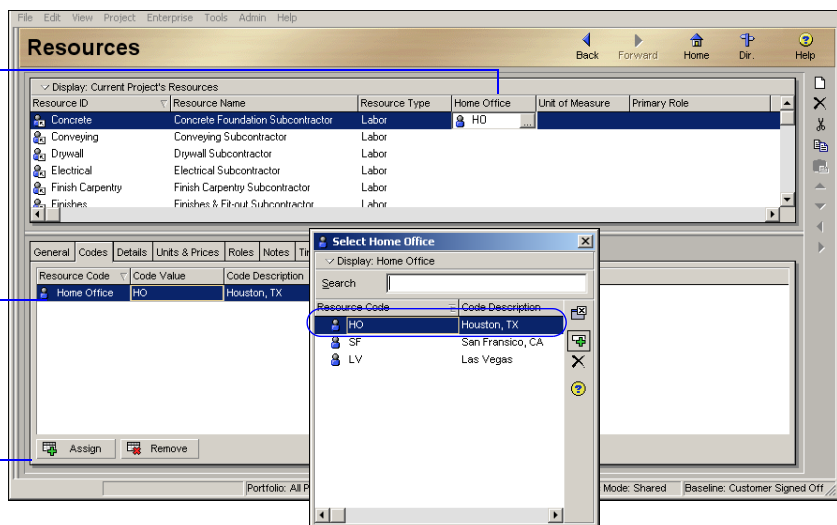 File Edit View Project Enterprise Tools Admin Help
Resources
Back Forward Home Dir. Help
Display: Current Project's Resources
Resource ID Resource Name Resource Type Home Office Unit of Measure Primary Role
Concrete Concrete Foundation Subcontractor Labor HO ...
Conveying Conveying Subcontractor Labor
Drywall Drywall Subcontractor Labor
Electrical Electrical Subcontractor Labor
Finish Carpentry Finish Carpentry Subcontractor Labor
Finishes Finishes & Fit-out Subcontractor Labor
General Codes Details Units & Prices Roles Notes
Resource Code Code Value Code Description
Home Office HO Houston, TX
Select Home Office
Display: Home Office
Search
Resource Code Code Description
HO Houston, TX
SF San Fransico, CA
LV Las Vegas
Assign Remove
Portfolio: All P Mode: Shared Baseline: Customer Signed Off